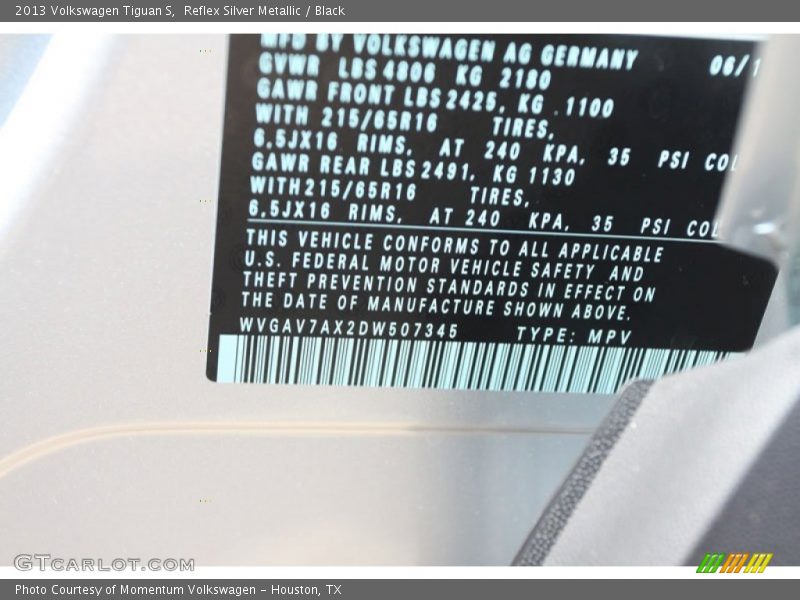 2013 Volkswagen Tiguan S,  Reflex Silver Metallic / Black
MFD BY VOLKSWAGEN AG GERMANY 06/1
GVWR LBS 4806 KG 2180
GAWR FRONT LBS 2425, KG 1100
WITH 215/65R16 TIRES,
6.5JX16 RIMS, AT 240 KPA, 35 PSI COL
GAWR REAR LBS 2491, KG 1130
WITH 215/65R16 TIRES,
6.5JX16 RIMS, AT 240 KPA, 35 PSI COL
THIS VEHICLE CONFORMS TO ALL APPLICABLE
U.S. FEDERAL MOTOR VEHICLE SAFETY AND
THEFT PREVENTION STANDARDS IN EFFECT ON
THE DATE OF MANUFACTURE SHOWN ABOVE.
WVGAV7AX2DW507345 TYPE: MPV
GTCARLOT.COM
Photo Courtesy of Momentum Volkswagen - Houston, TX